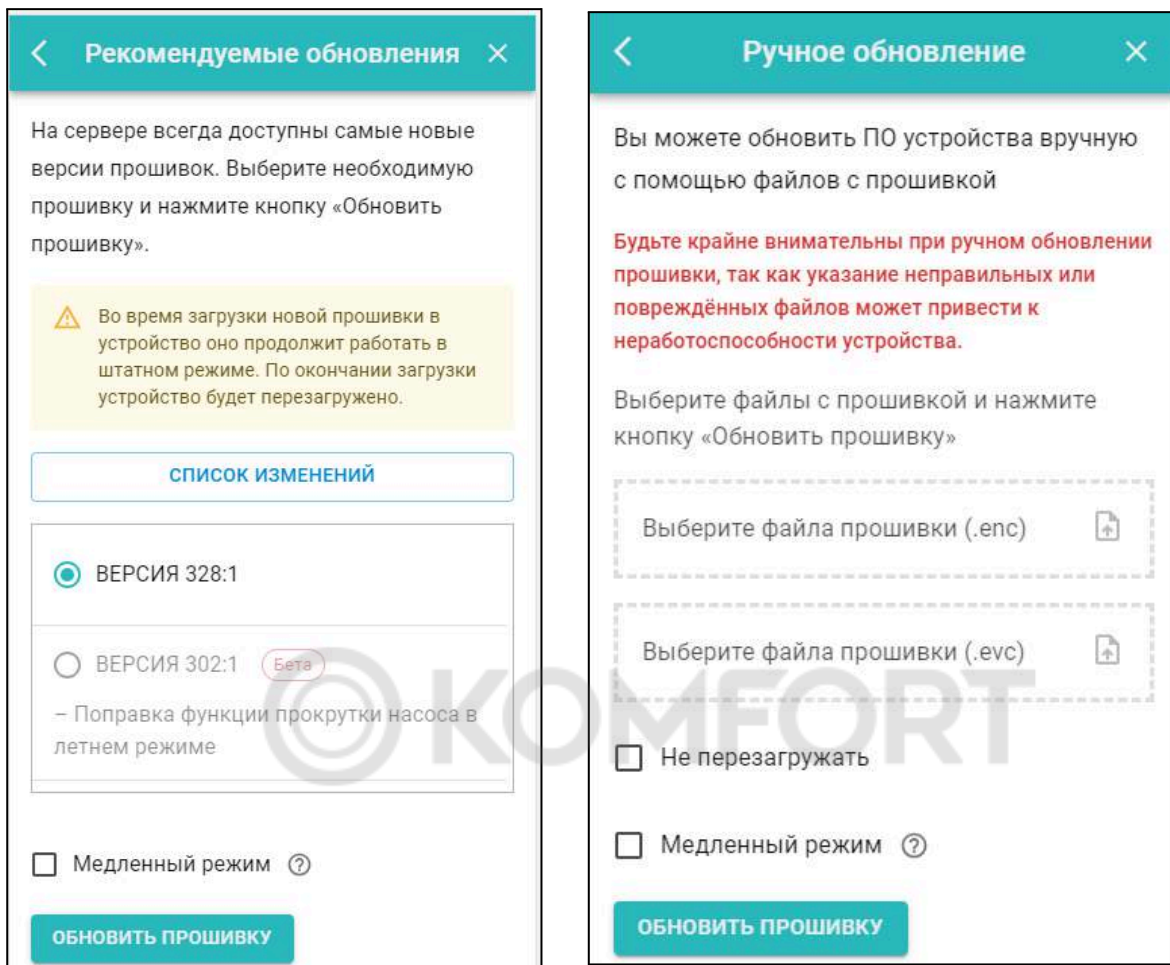 Рекомендуемые обновления
На сервере всегда доступны самые новые
версии прошивок. Выберите необходимую
прошивку и нажмите кнопку «Обновить
прошивку».
Во время загрузки новой прошивки в
устройство оно продолжит работать в
штатном режиме. По окончании загрузки
устройство будет перезагружено.
СПИСОК ИЗМЕНЕНИЙ
ВЕРСИЯ 328:1
ВЕРСИЯ 302:1 Бета
– Поправка функции прокрутки насоса в
летнем режиме
Медленный режим
ОБНОВИТЬ ПРОШИВКУ
Ручное обновление
Вы можете обновить ПО устройства вручную
с помощью файлов с прошивкой
Будьте крайне внимательны при ручном обновлении
прошивки, так как указание неправильных или
повреждённых файлов может привести к
неработоспособности устройства.
Выберите файлы с прошивкой и нажмите
кнопку «Обновить прошивку»
Выберите файла прошивки (.enc)
Выберите файла прошивки (.evc)
Не перезагружать
Медленный режим
ОБНОВИТЬ ПРОШИВКУ
KOMFORT